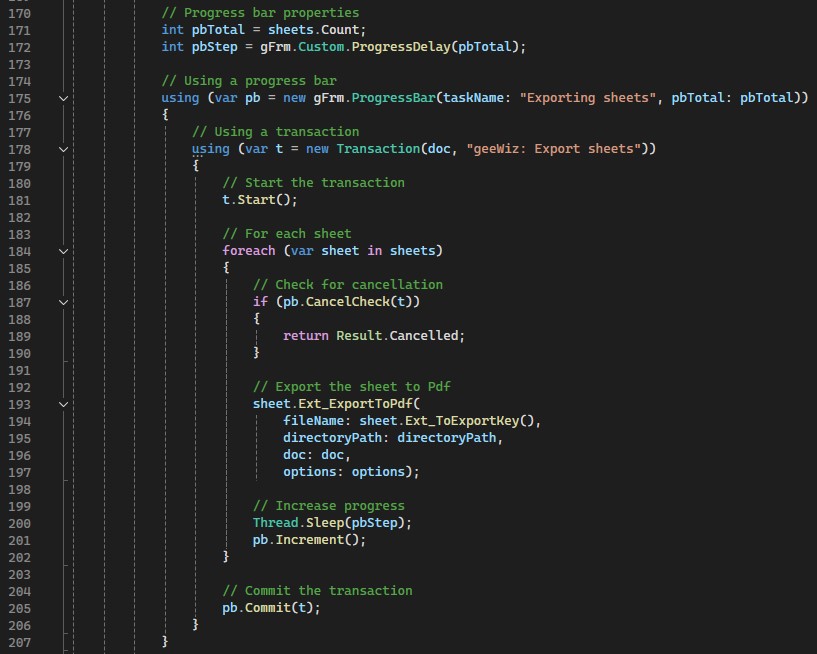 170 // Progress bar properties
171 int pbTotal = sheets.Count;
172 int pbStep = gFrm.Custom.ProgressDelay(pbTotal);
173
174 // Using a progress bar
175 using (var pb = new gFrm.ProgressBar(taskName: "Exporting sheets", pbTotal: pbTotal))
176 {
177 // Using a transaction
178 using (var t = new Transaction(doc, "geeWiz: Export sheets"))
179 {
180 // Start the transaction
181 t.Start();
182
183 // For each sheet
184 foreach (var sheet in sheets)
185 {
186 // Check for cancellation
187 if (pb.CancelCheck(t))
188 {
189 return Result.Cancelled;
190 }
191
192 // Export the sheet to Pdf
193 sheet.Ext_ExportToPdf(
194 fileName: sheet.Ext_ToExportKey(),
195 directoryPath: directoryPath,
196 doc: doc,
197 options: options);
198
199 // Increase progress
200 Thread.Sleep(pbStep);
201 pb.Increment();
202 }
203
204 // Commit the transaction
205 pb.Commit(t);
206 }
207 }